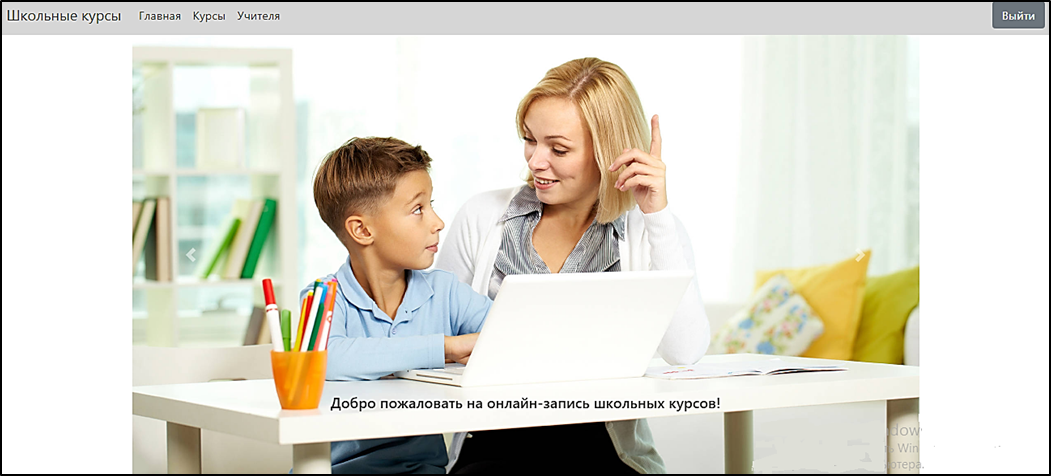 Школьные курсы Главная Курсы Учителя Выйти
Добро пожаловать на онлайн-запись школьных курсов!